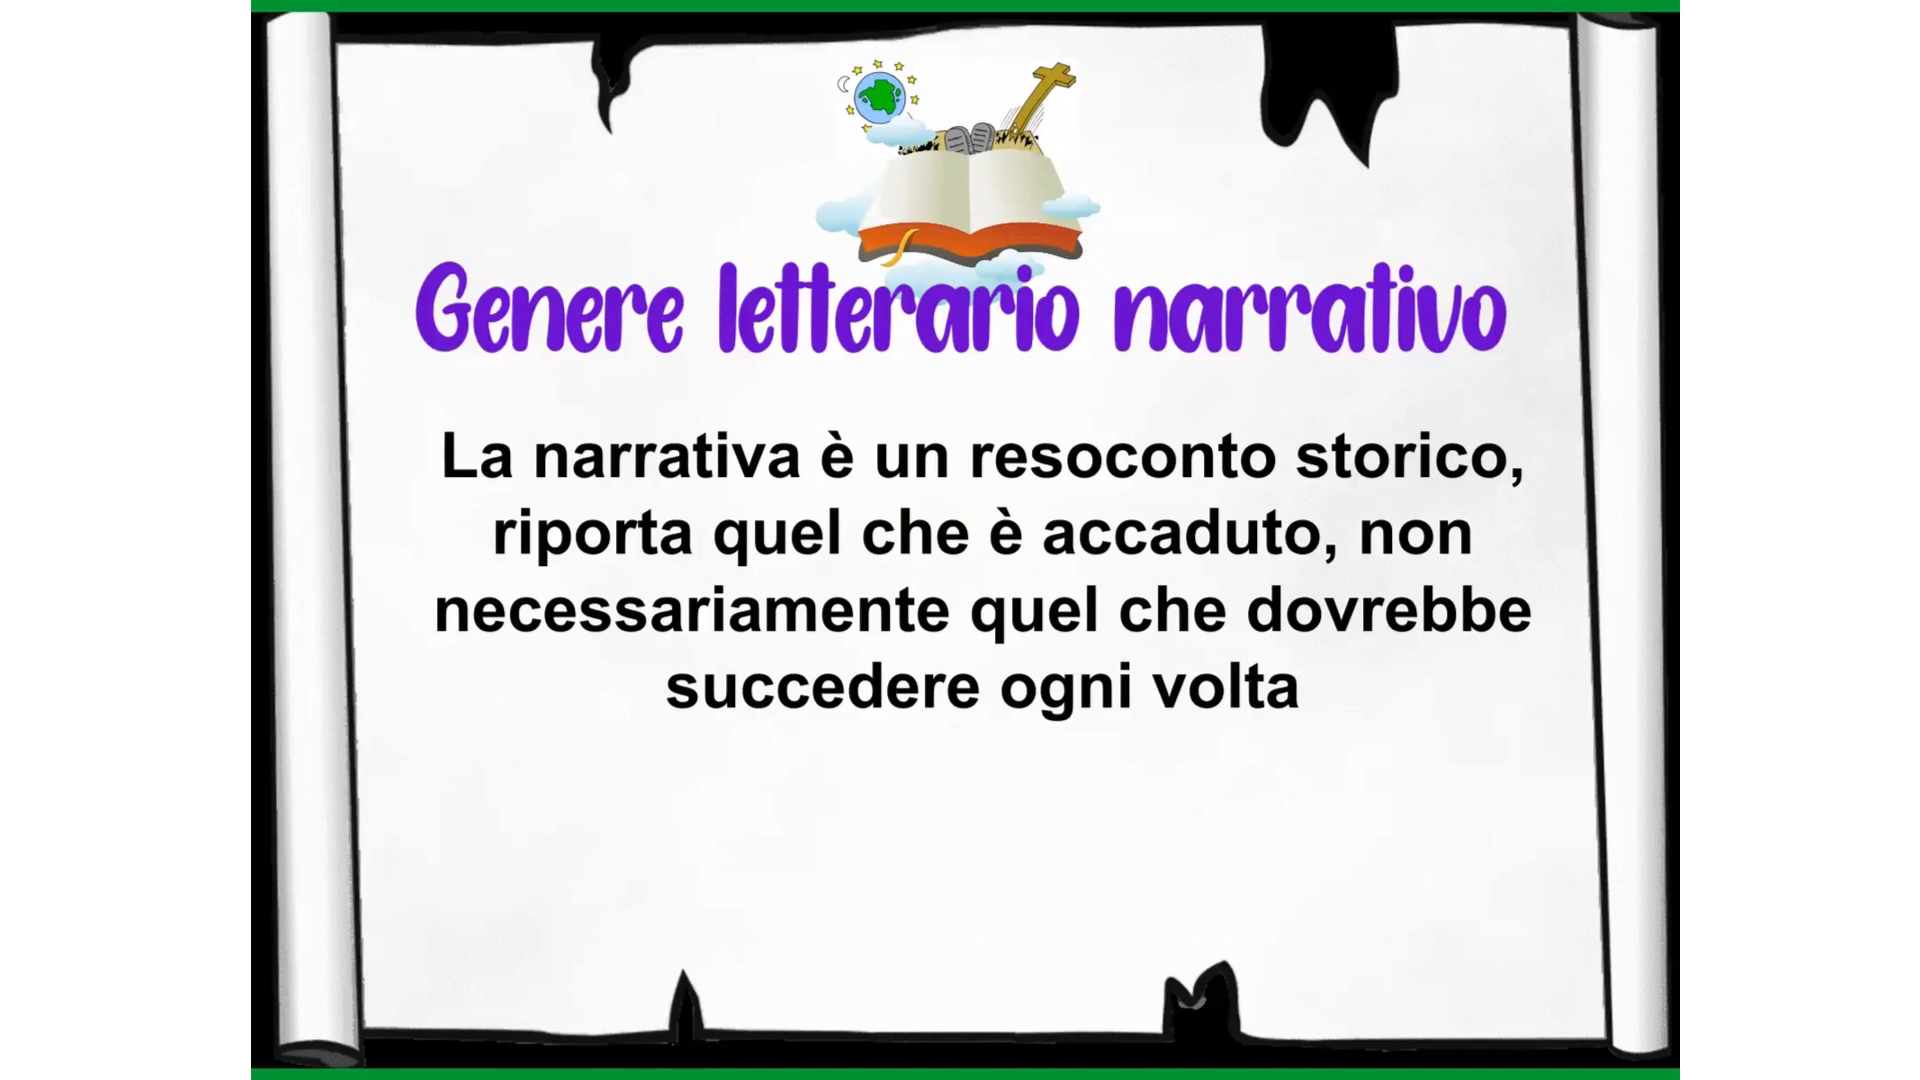 Genere letterario narrativo
La narrativa è un resoconto storico,
riporta quel che è accaduto, non
necessariamente quel che dovrebbe
succedere ogni volta